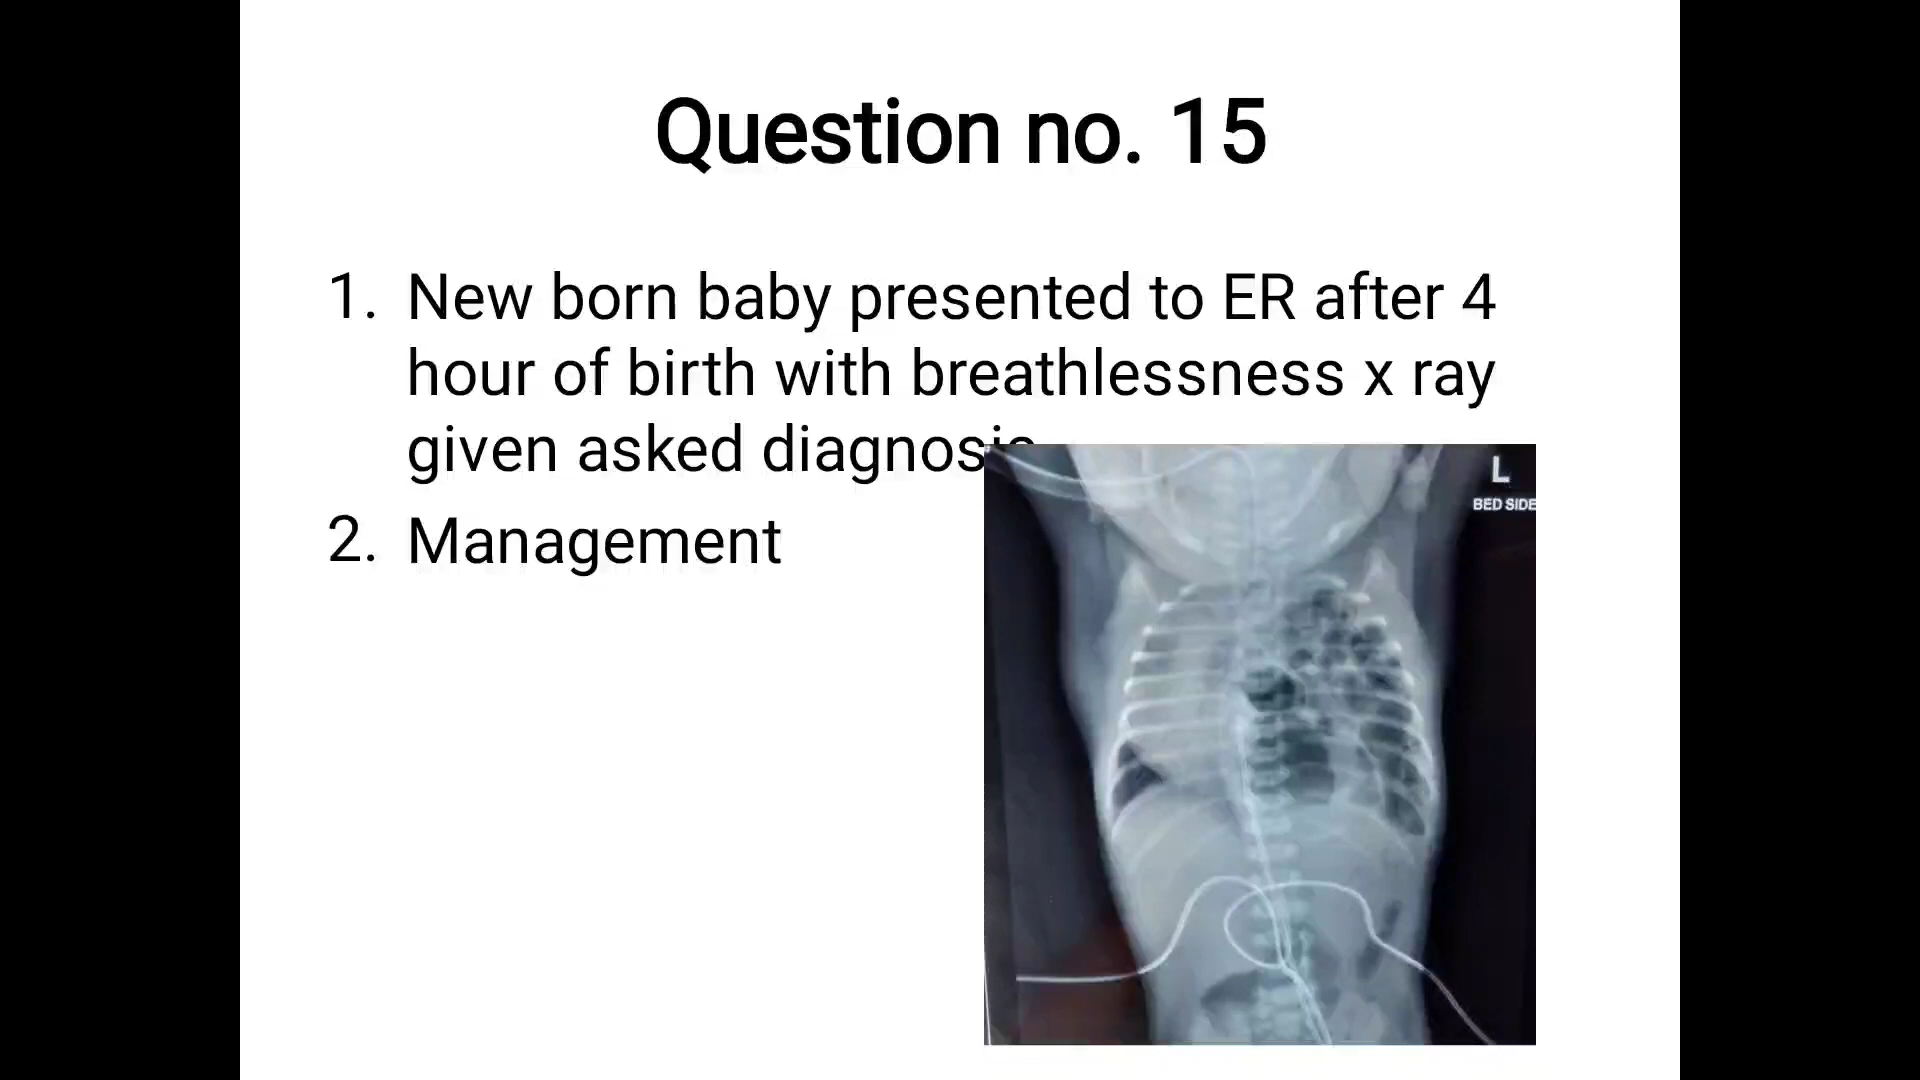 Question no. 15
1. New born baby presented to ER after 4
hour of birth with breathlessness x ray
given asked diagnosis
2. Management
L
BED SIDE